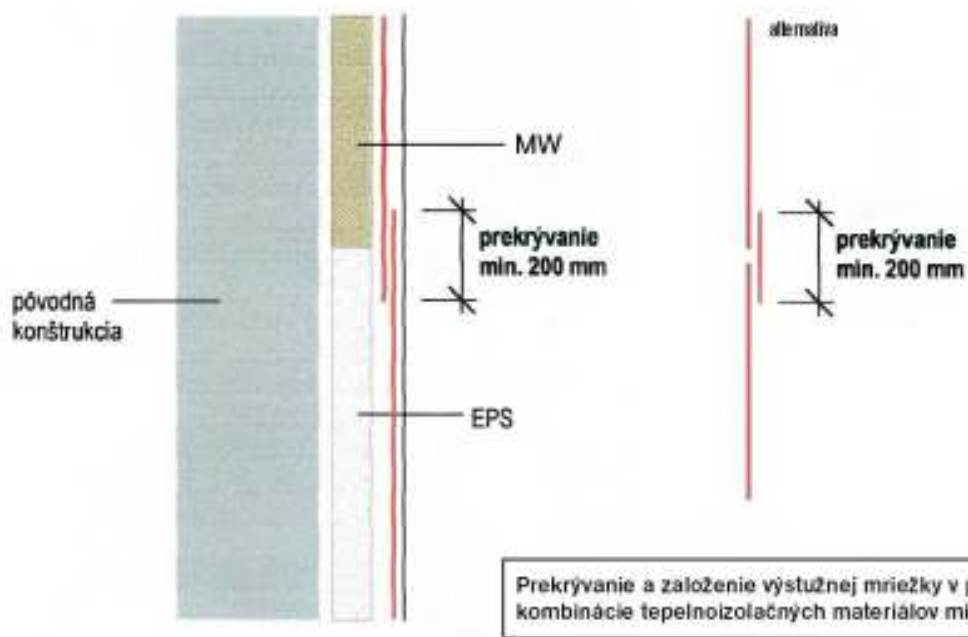 alternatíva
MW
prekrývanie
min. 200 mm
prekrývanie
min. 200 mm
pôvodná
konštrukcia
EPS
Prekrývanie a založenie výstužnej mriežky v
kombinácie tepelnoizolačných materiálov